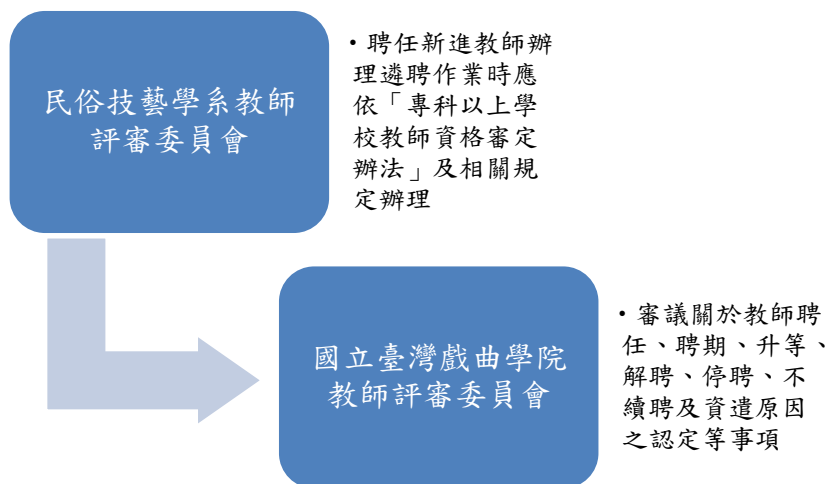 民俗技藝學系教師
評審委員會
•聘任新進教師辦
理遴聘作業時應
依「專科以上學
校教師資格審定
辦法」及相關規
定辦理
國立臺灣戲曲學院
教師評審委員會
•審議關於教師聘
任、聘期、升等、
解聘、停聘、不
續聘及資遣原因
之認定等事項